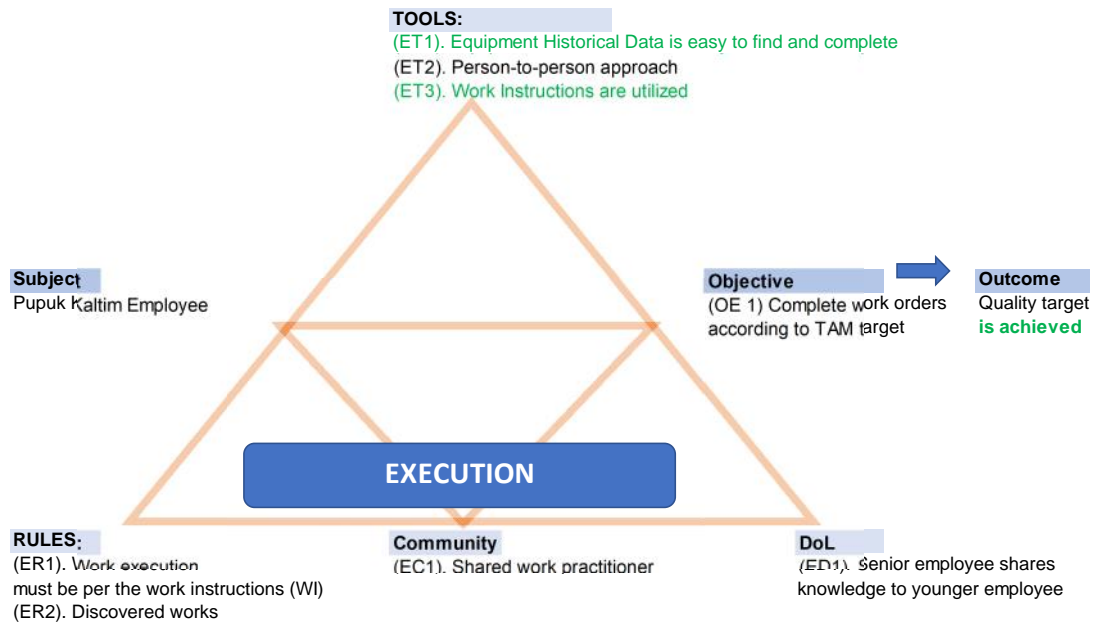 TOOLS:
(ET1). Equipment Historical Data is easy to find and complete
(ET2). Person-to-person approach
(ET3). Work Instructions are utilized
Subject
Pupuk Kaltim Employee
Objective
(OE 1) Complete work orders
according to TAM target
Outcome
Quality target
is achieved
EXECUTION
RULES:
(ER1). Work execution
must be per the work instructions (WI)
(ER2). Discovered works
Community
(EC1). Shared work practitioner
DoL
(ED1). Senior employee shares
knowledge to younger employee